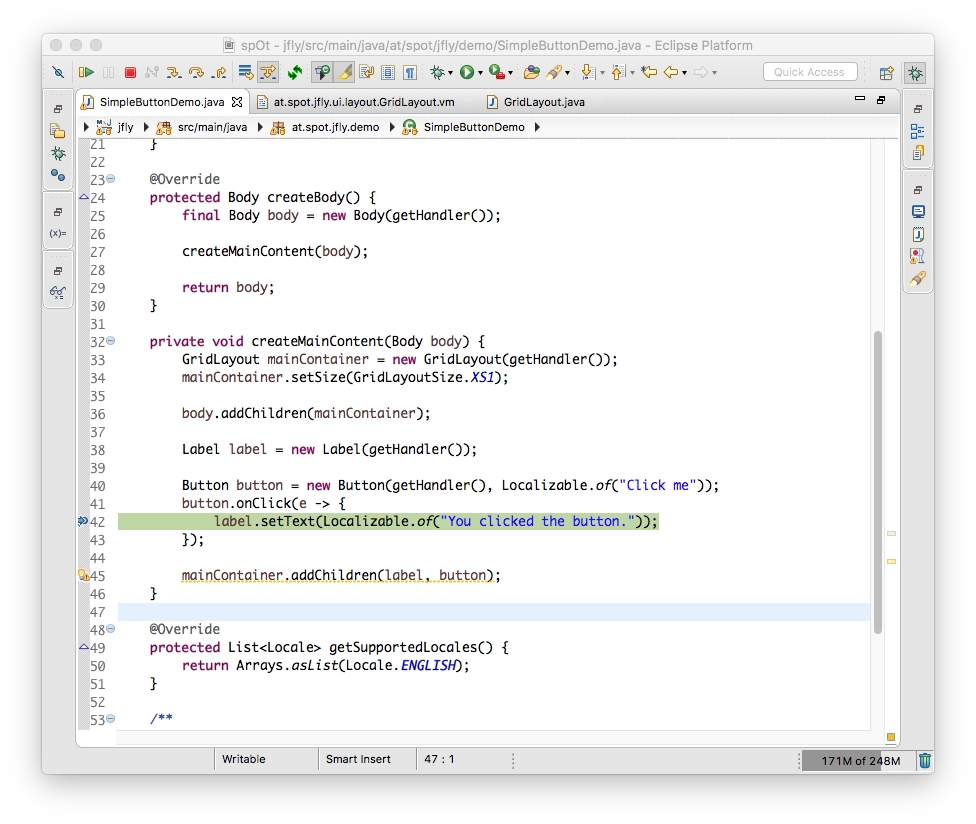 spOt - jfly/src/main/java/at/spot/jfly/demo/SimpleButtonDemo.java - Eclipse Platform
Quick Access
SimpleButtonDemo.java at.spot.jfly.ui.layout.GridLayout.vm GridLayout.java
jfly src/main/java at.spot.jfly.demo SimpleButtonDemo
21 }
22
23 @Override
24 protected Body createBody() {
25 final Body body = new Body(getHandler());
26
27 createMainContent(body);
28
29 return body;
30 }
31
32 private void createMainContent(Body body) {
33 GridLayout mainContainer = new GridLayout(getHandler());
34 mainContainer.setSize(GridLayoutSize.XS1);
35
36 body.addChildren(mainContainer);
37
38 Label label = new Label(getHandler());
39
40 Button button = new Button(getHandler(), Localizable.of("Click me"));
41 button.onClick(e -> {
42 label.setText(Localizable.of("You clicked the button."));
43 });
44
45 mainContainer.addChildren(label, button);
46 }
47
48 @Override
49 protected List<Locale> getSupportedLocales() {
50 return Arrays.asList(Locale.ENGLISH);
51 }
52
53 /**
Writable Smart Insert 47 : 1 171M of 248M
(x)=